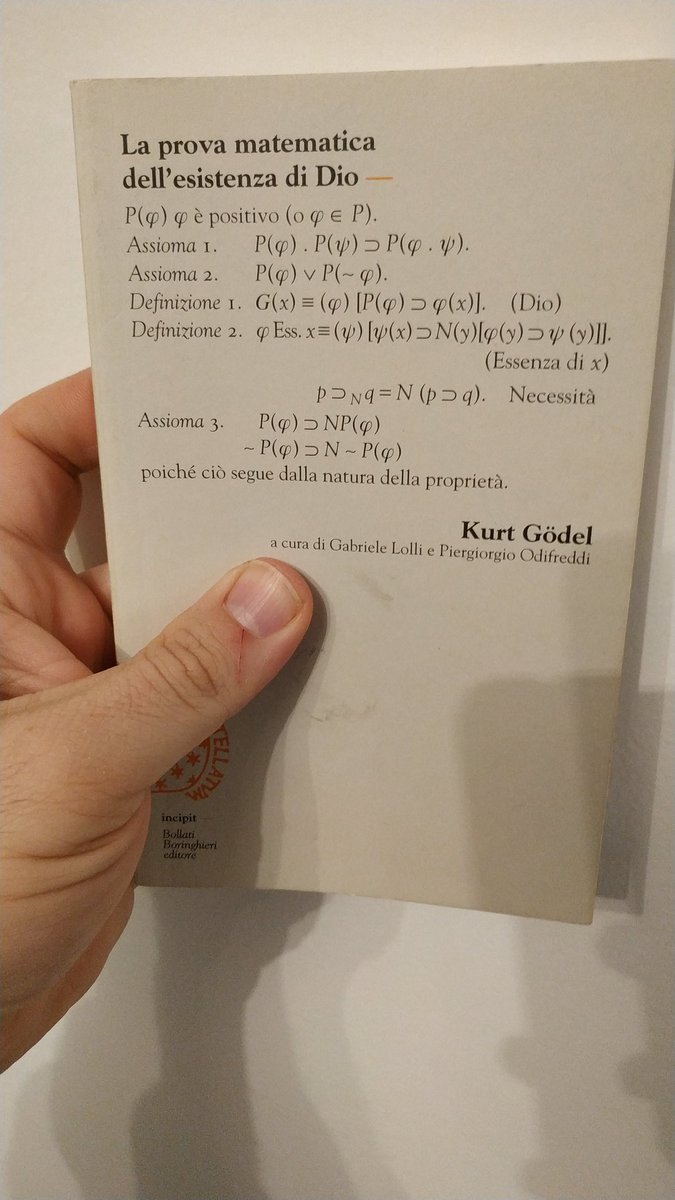 La prova matematica
dell'esistenza di Dio —
P(φ) φ è positivo (o φ ∈ P).
Assioma 1. P(φ) . P(ψ) ⊃ P(φ . ψ).
Assioma 2. P(φ) ∨ P(~ φ).
Definizione 1. G(x) ≡ (φ) [P(φ) ⊃ φ(x)]. (Dio)
Definizione 2. φ Ess. x ≡ (ψ) [ψ(x) ⊃ N(y)[φ(y) ⊃ ψ (y)]].
(Essenza di x)
p ⊃N q = N (p ⊃ q). Necessità
Assioma 3. P(φ) ⊃ NP(φ)
~ P(φ) ⊃ N ~ P(φ)
poiché ciò segue dalla natura della proprietà.
Kurt Gödel
a cura di Gabriele Lolli e Piergiorgio Odifreddi
incipit
Bollati
Boringhieri
editore